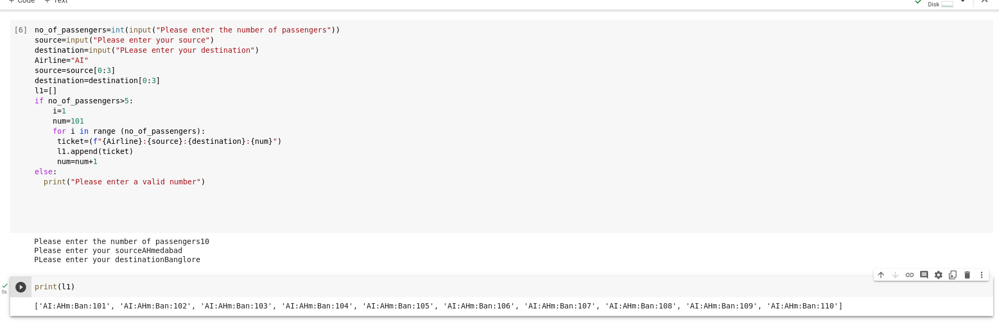 + Code + Text
Disk
[6] no_of_passengers=int(input("Please enter the number of passengers"))
source=input("Please enter your source")
destination=input("PLease enter your destination")
Airline="AI"
source=source[0:3]
destination=destination[0:3]
l1=[]
if no_of_passengers>5:
    i=1
    num=101
    for i in range (no_of_passengers):
     ticket=(f"{Airline}:{source}:{destination}:{num}")
     l1.append(ticket)
     num=num+1
else:
  print("Please enter a valid number")
Please enter the number of passengers10
Please enter your sourceAHmedabad
PLease enter your destinationBanglore
print(l1)
0s
['AI:AHm:Ban:101', 'AI:AHm:Ban:102', 'AI:AHm:Ban:103', 'AI:AHm:Ban:104', 'AI:AHm:Ban:105', 'AI:AHm:Ban:106', 'AI:AHm:Ban:107', 'AI:AHm:Ban:108', 'AI:AHm:Ban:109', 'AI:AHm:Ban:110']